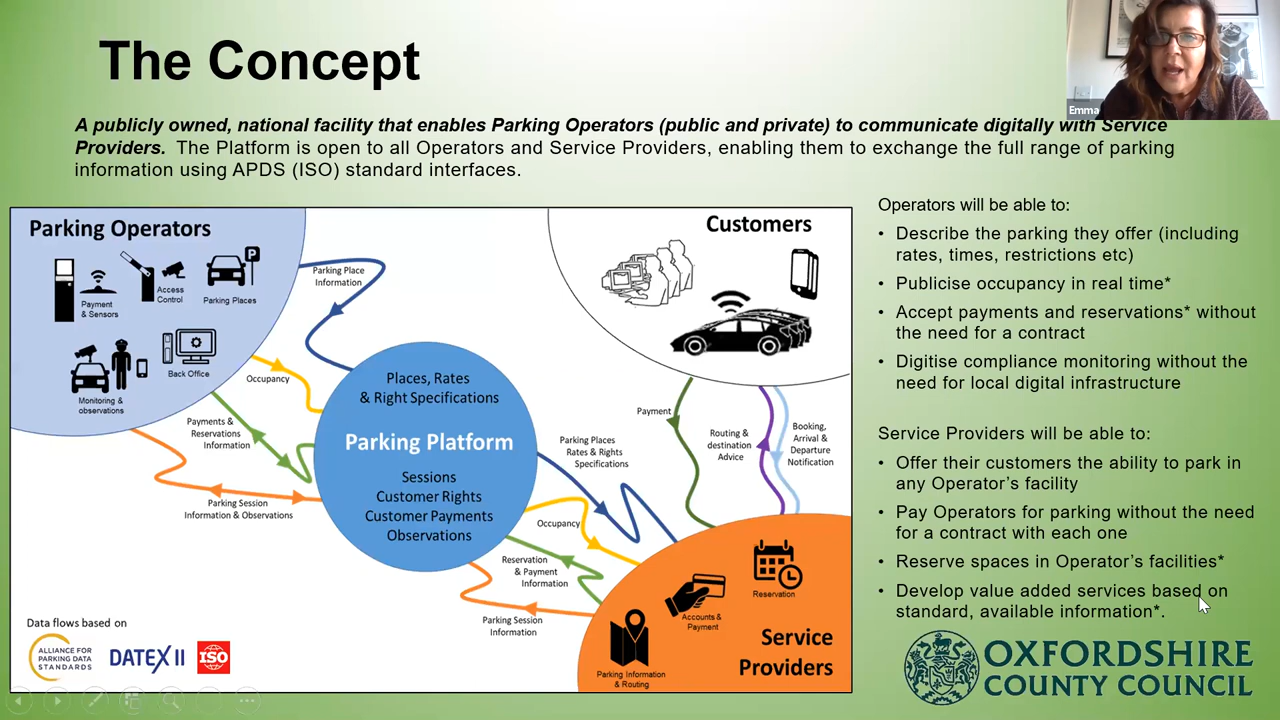 The Concept
Emma
A publicly owned, national facility that enables Parking Operators (public and private) to communicate digitally with Service
Providers. The Platform is open to all Operators and Service Providers, enabling them to exchange the full range of parking
information using APDS (ISO) standard interfaces.
Parking Operators
Payment
& Sensors
Access
Control
P
Parking Places
Monitoring &
observations
Back Office
Parking Place
Information
Occupancy
Payments &
Reservations
Information
Parking Session
Information & Observations
Places, Rates
& Right Specifications
Parking Platform
Sessions
Customer Rights
Customer Payments
Observations
Customers
Payment
Routing &
destination
Advice
Booking,
Arrival &
Departure
Notification
Parking Places
Rates & Rights
Specifications
Occupancy
Reservation
& Payment
Information
Parking Session
Information
Reservation
Accounts &
Payment
Parking Information
& Routing
Service
Providers
Data flows based on
ALLIANCE FOR
PARKING DATA
STANDARDS
DATEX II
ISO
Operators will be able to:
• Describe the parking they offer (including
rates, times, restrictions etc)
• Publicise occupancy in real time*
• Accept payments and reservations* without
the need for a contract
• Digitise compliance monitoring without the
need for local digital infrastructure
Service Providers will be able to:
• Offer their customers the ability to park in
any Operator's facility
• Pay Operators for parking without the need
for a contract with each one
• Reserve spaces in Operator's facilities*
• Develop value added services based on
standard, available information*.
OXFORDSHIRE
COUNTY COUNCIL